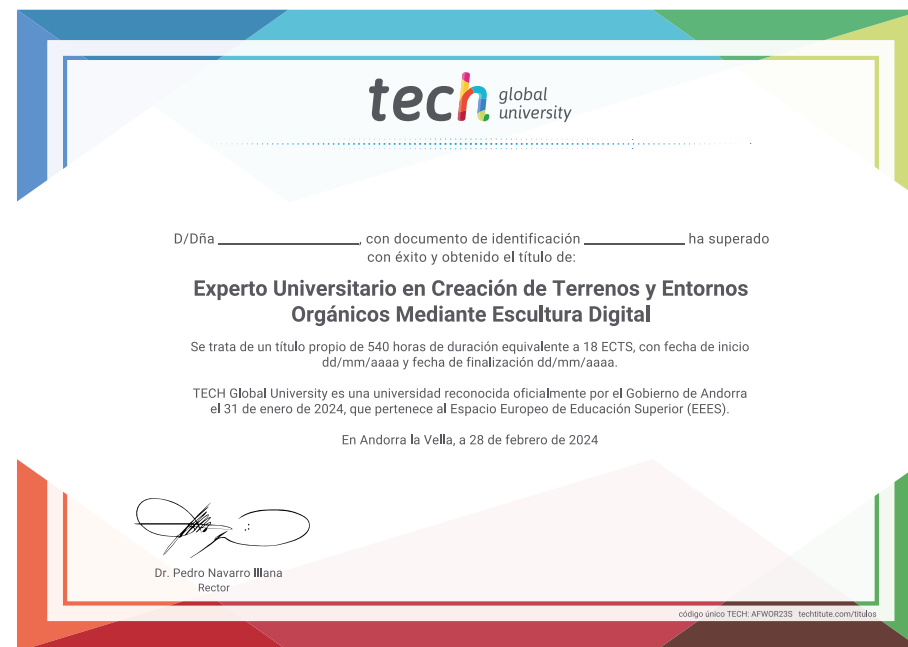 tech global
university
D/Dña ____________________, con documento de identificación ______________ ha superado
con éxito y obtenido el título de:
Experto Universitario en Creación de Terrenos y Entornos
Orgánicos Mediante Escultura Digital
Se trata de un título propio de 540 horas de duración equivalente a 18 ECTS, con fecha de inicio
dd/mm/aaaa y fecha de finalización dd/mm/aaaa.
TECH Global University es una universidad reconocida oficialmente por el Gobierno de Andorra
el 31 de enero de 2024, que pertenece al Espacio Europeo de Educación Superior (EEES).
En Andorra la Vella, a 28 de febrero de 2024
Dr. Pedro Navarro Illana
Rector
código único TECH: AFWOR23S techtitute.com/titulos